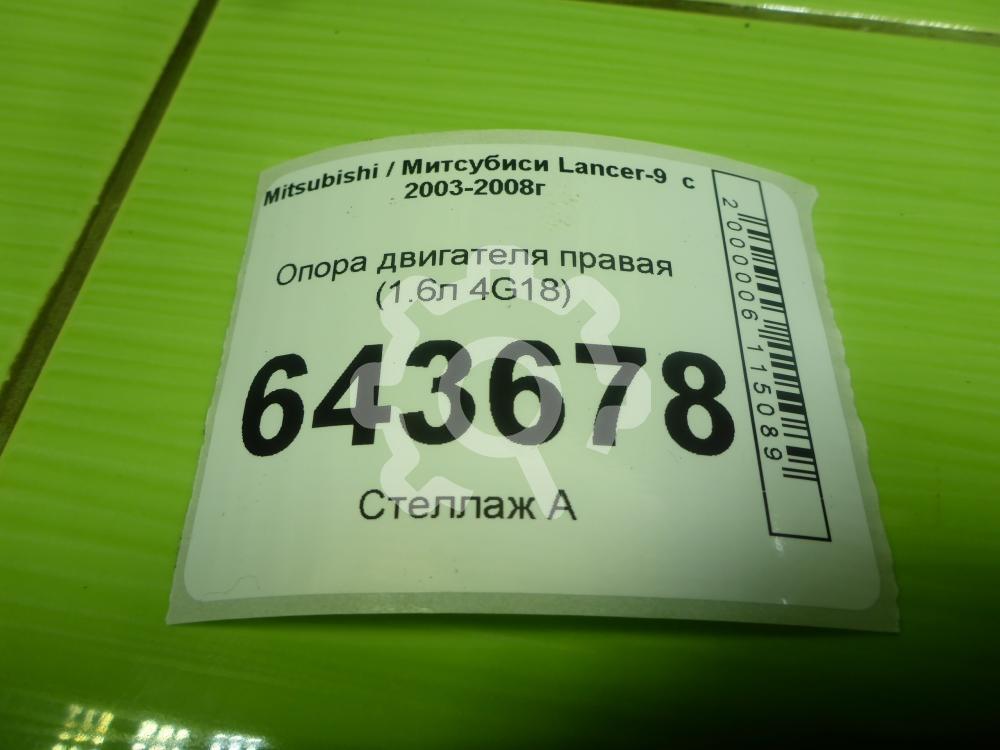 Mitsubishi / Митсубиси Lancer-9 с
2003-2008г
Опора двигателя правая
(1.6л 4G18)
643678
Стеллаж А
2000006115089